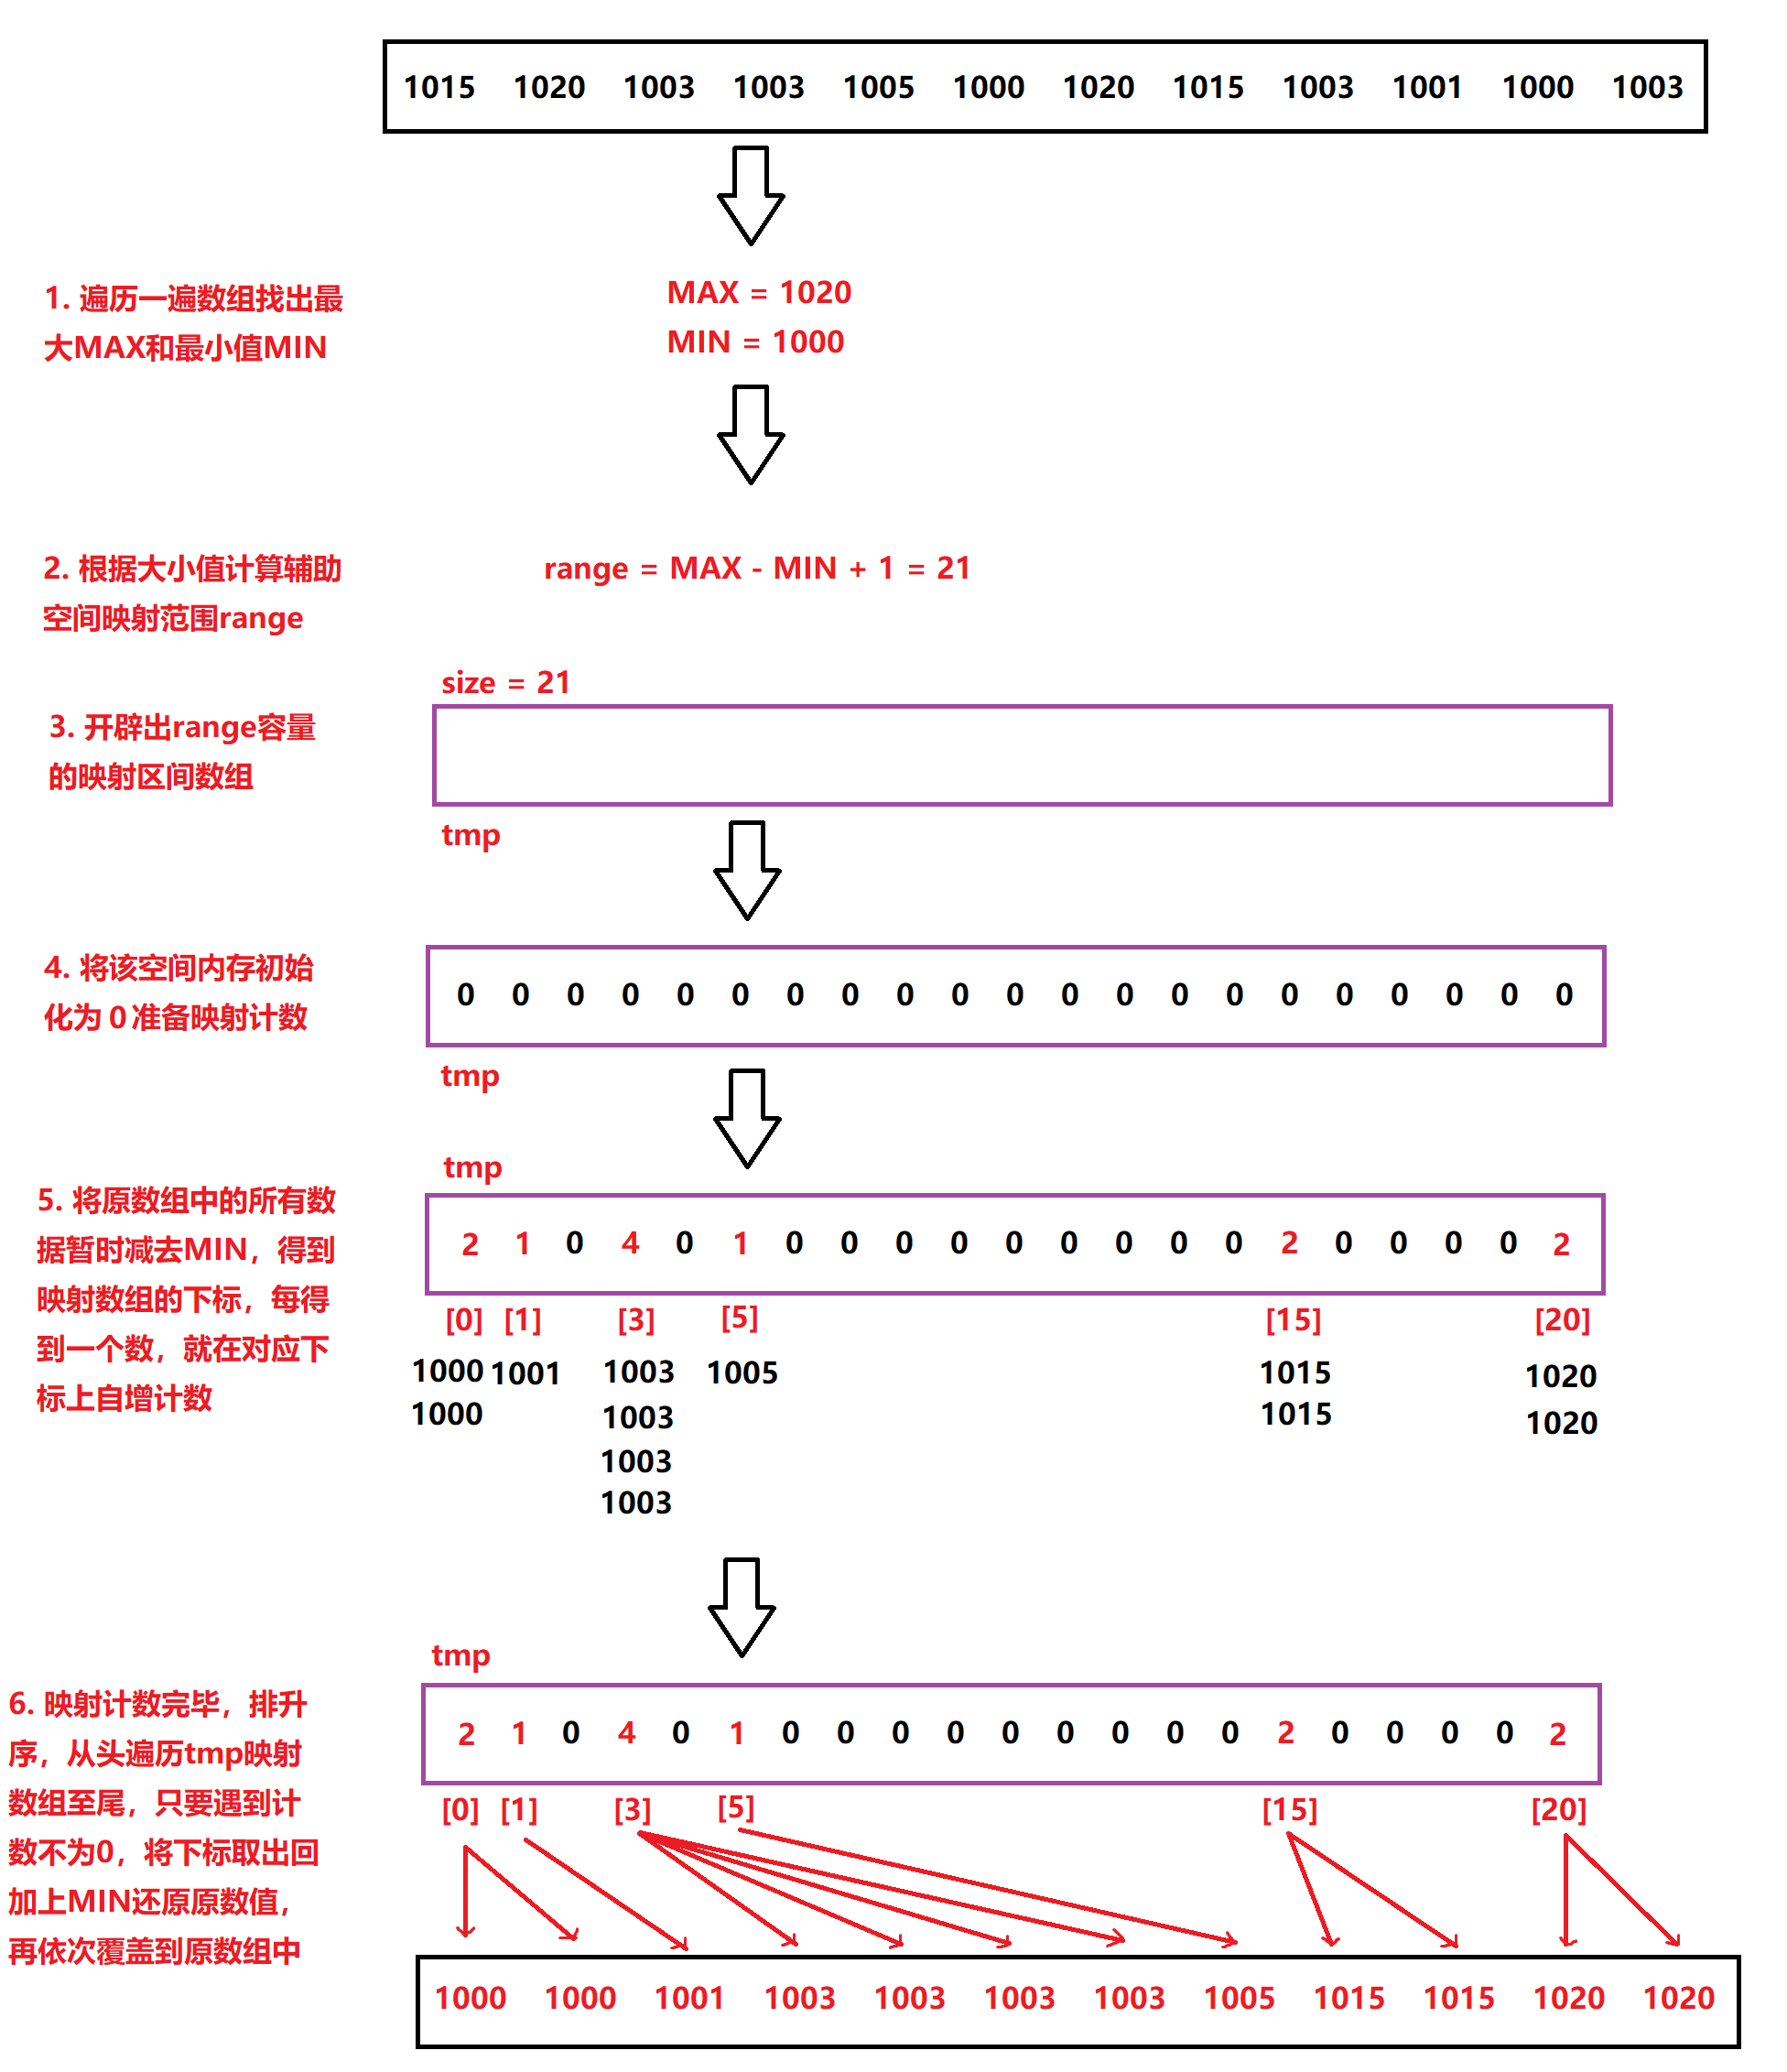 1015 1020 1003 1003 1005 1000 1020 1015 1003 1001 1000 1003
1. 遍历一遍数组找出最
大MAX和最小值MIN
MAX = 1020
MIN = 1000
2. 根据大小值计算辅助
空间映射范围range
range = MAX - MIN + 1 = 21
size = 21
3. 开辟出range容量
的映射区间数组
tmp
4. 将该空间内存初始
化为 0 准备映射计数
0 0 0 0 0 0 0 0 0 0 0 0 0 0 0 0 0 0 0 0 0
tmp
tmp
5. 将原数组中的所有数
据暂时减去MIN，得到
映射数组的下标，每得
到一个数，就在对应下
标上自增计数
2 1 0 4 0 1 0 0 0 0 0 0 0 0 0 2 0 0 0 0 2
[0] [1] [3] [5] [15] [20]
1000 1001 1003 1005 1015 1020
1000 1003 1015 1020
1003
1003
tmp
6. 映射计数完毕，排升
序，从头遍历tmp映射
数组至尾，只要遇到计
数不为0，将下标取出回
加上MIN还原原数值，
再依次覆盖到原数组中
2 1 0 4 0 1 0 0 0 0 0 0 0 0 0 2 0 0 0 0 2
[0] [1] [3] [5] [15] [20]
1000 1000 1001 1003 1003 1003 1003 1005 1015 1015 1020 1020